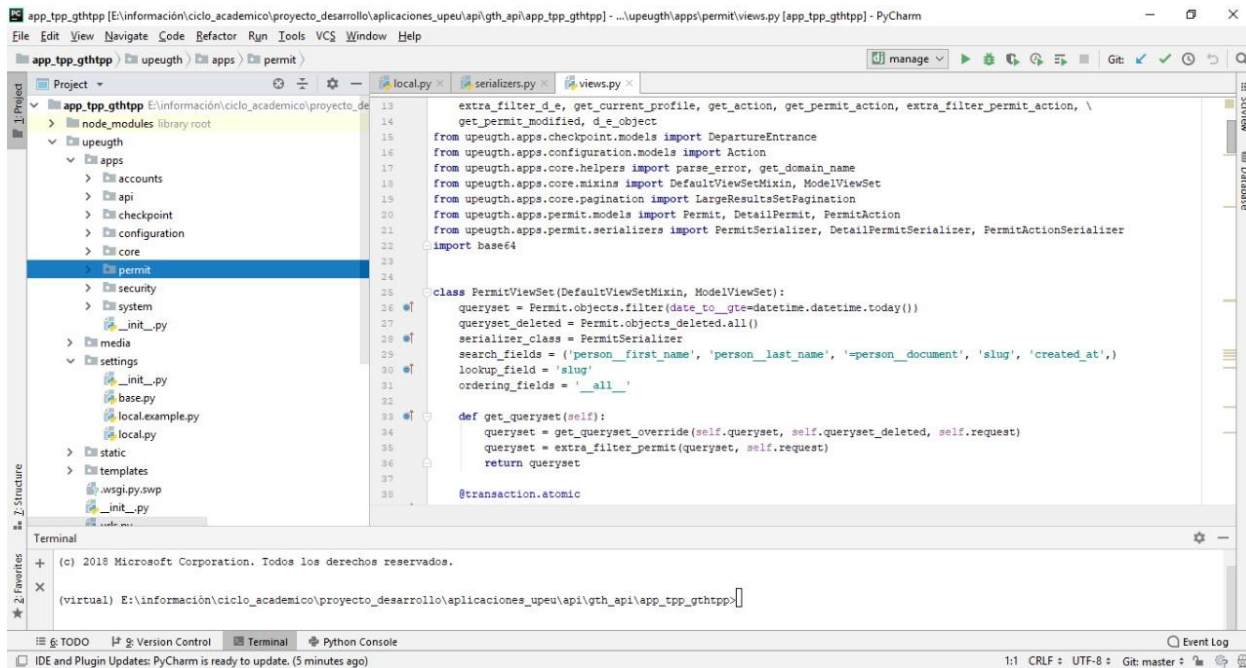 app_tpp_gthtpp [E:\información\ciclo_academico\proyecto_desarrollo\aplicaciones_upeu\api\gth_api\app_tpp_gthtpp] - ...\upeugth\apps\permit\views.py [app_tpp_gthtpp] - PyCharm
File Edit View Navigate Code Refactor Run Tools VCS Window Help
app_tpp_gthtpp upeugth apps permit manage Git:
Project local.py serializers.py views.py
1: Project
app_tpp_gthtpp E:\información\ciclo_academico\proyecto_de
node_modules library root
upeugth
apps
accounts
api
checkpoint
configuration
core
permit
security
system
__init__.py
media
settings
__init__.py
base.py
local.example.py
local.py
static
templates
.wsgi.py.swp
__init__.py
urls.py
13 extra_filter_d_e, get_current_profile, get_action, get_permit_action, extra_filter_permit_action, \
14 get_permit_modified, d_e_object
15 from upeugth.apps.checkpoint.models import DepartureEntrance
16 from upeugth.apps.configuration.models import Action
17 from upeugth.apps.core.helpers import parse_error, get_domain_name
18 from upeugth.apps.core.mixins import DefaultViewSetMixin, ModelViewSet
19 from upeugth.apps.core.pagination import LargeResultsSetPagination
20 from upeugth.apps.permit.models import Permit, DetailPermit, PermitAction
21 from upeugth.apps.permit.serializers import PermitSerializer, DetailPermitSerializer, PermitActionSerializer
22 import base64
23
24
25 class PermitViewSet(DefaultViewSetMixin, ModelViewSet):
26 queryset = Permit.objects.filter(date_to__gte=datetime.datetime.today())
27 queryset_deleted = Permit.objects_deleted.all()
28 serializer_class = PermitSerializer
29 search_fields = ('person__first_name', 'person__last_name', '=person__document', 'slug', 'created_at',)
30 lookup_field = 'slug'
31 ordering_fields = '__all__'
32
33 def get_queryset(self):
34 queryset = get_queryset_override(self.queryset, self.queryset_deleted, self.request)
35 queryset = extra_filter_permit(queryset, self.request)
36 return queryset
37
38 @transaction.atomic
SciView
Database
7: Structure
2: Favorites
Terminal
(c) 2018 Microsoft Corporation. Todos los derechos reservados.
(virtual) E:\información\ciclo_academico\proyecto_desarrollo\aplicaciones_upeu\api\gth_api\app_tpp_gthtpp>
6: TODO 9: Version Control Terminal Python Console Event Log
IDE and Plugin Updates: PyCharm is ready to update. (5 minutes ago) 1:1 CRLF UTF-8 Git: master